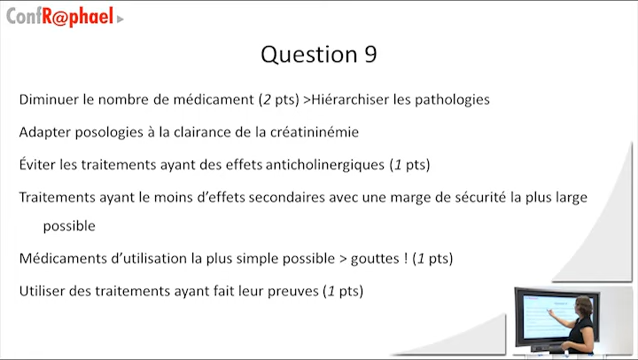 ConfR@phael
Question 9
Diminuer le nombre de médicament (2 pts) >Hiérarchiser les pathologies
Adapter posologies à la clairance de la créatininémie
Éviter les traitements ayant des effets anticholinergiques (1 pts)
Traitements ayant le moins d'effets secondaires avec une marge de sécurité la plus large
possible
Médicaments d'utilisation la plus simple possible > gouttes ! (1 pts)
Utiliser des traitements ayant fait leur preuves (1 pts)